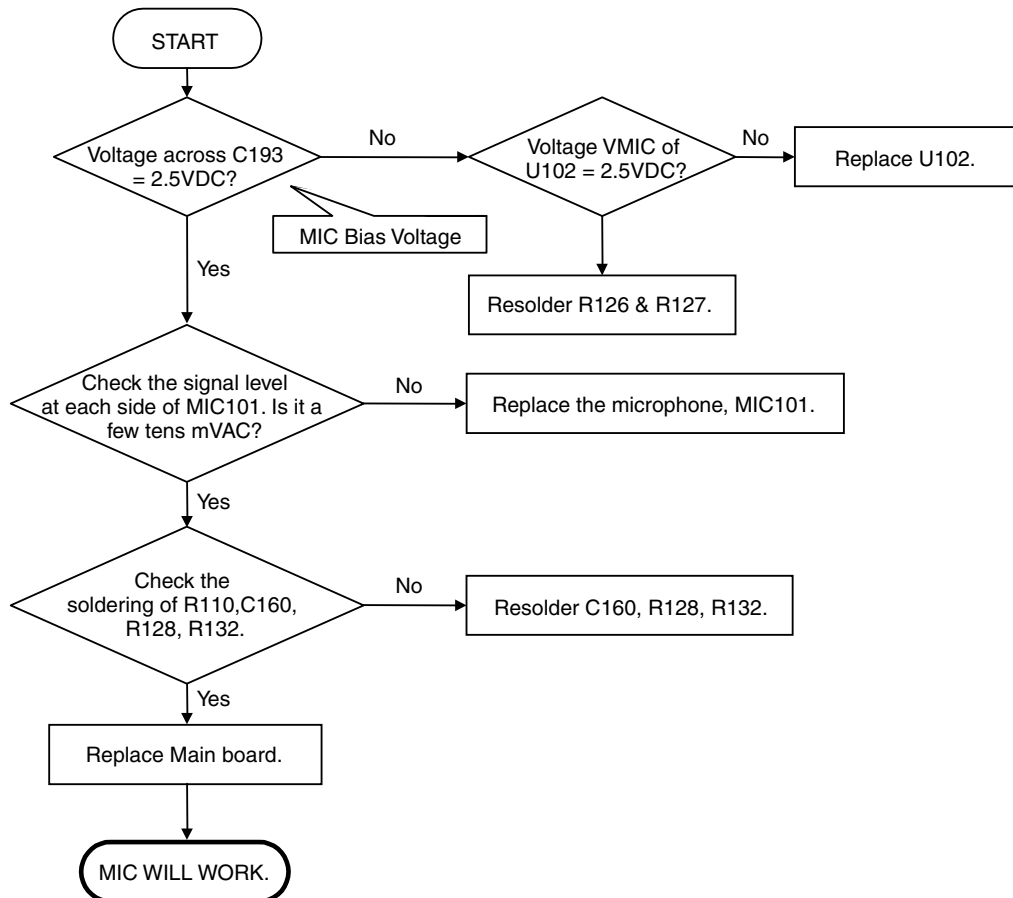 START
Voltage across C193
= 2.5VDC?
No
Voltage VMIC of
U102 = 2.5VDC?
No
Replace U102.
MIC Bias Voltage
Yes
Resolder R126 & R127.
Check the signal level
at each side of MIC101. Is it a
few tens mVAC?
No
Replace the microphone, MIC101.
Yes
Check the
soldering of R110,C160,
R128, R132.
No
Resolder C160, R128, R132.
Yes
Replace Main board.
MIC WILL WORK.